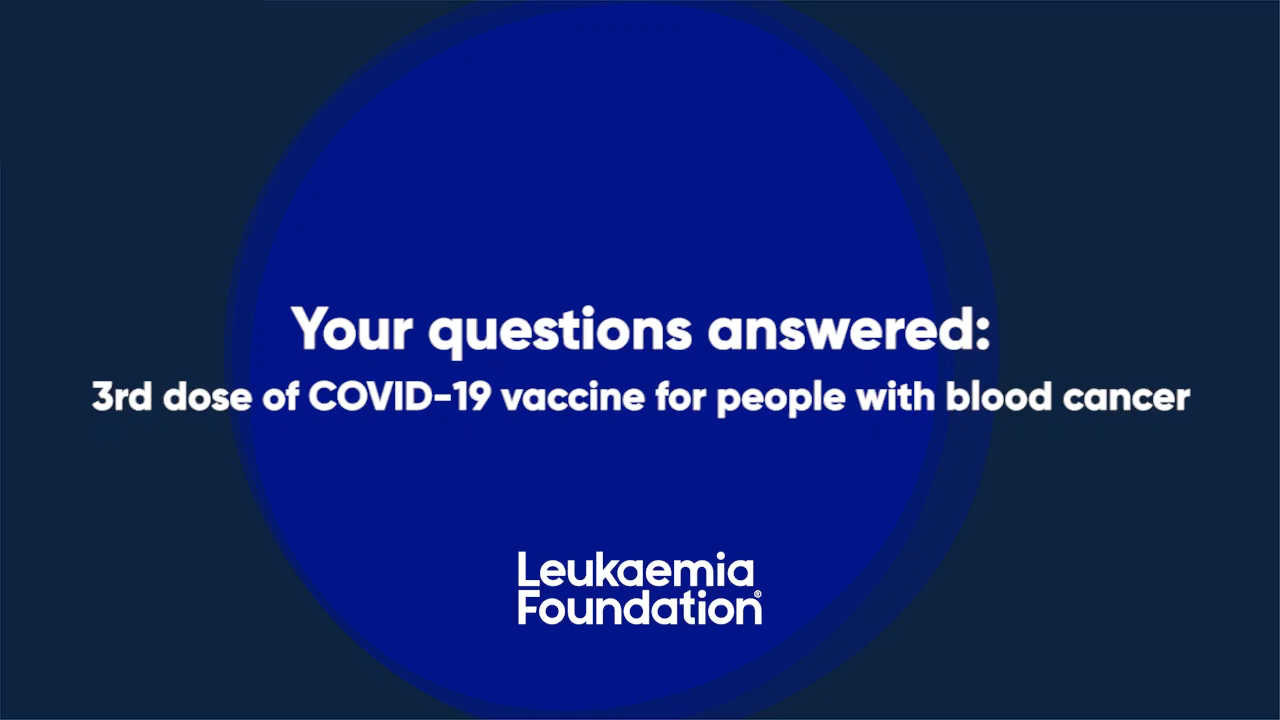 Your questions answered:
3rd dose of COVID-19 vaccine for people with blood cancer
Leukaemia
Foundation®